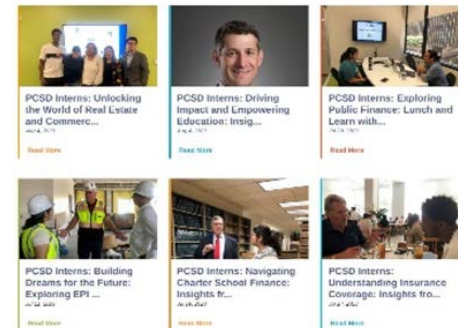 PCSD Interns: Unlocking
the World of Real Estate
and Commerc...
Read More
PCSD Interns: Driving
Impact and Empowering
Education: Insig...
Read More
PCSD Interns: Exploring
Public Finance: Lunch and
Learn with...
Read More
PCSD Interns: Building
Dreams for the Future:
Exploring EPI ...
Read More
PCSD Interns: Navigating
Charter School Finance:
Insights fr...
Read More
PCSD Interns:
Understanding Insurance
Coverage: Insights fro...
Read More